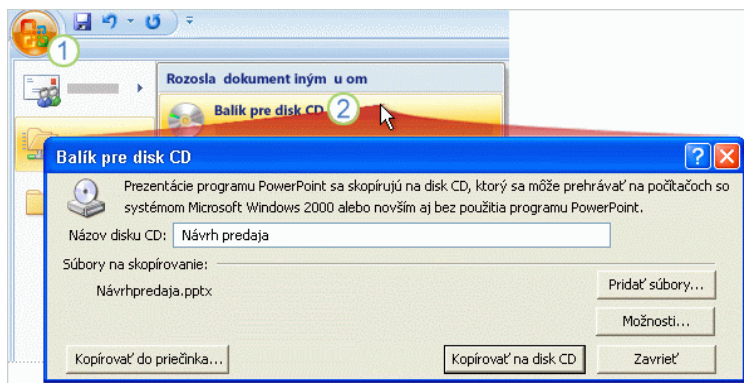 1
Rozosla dokument iným u om
Balík pre disk CD 2
Balík pre disk CD
Prezentácie programu PowerPoint sa skopírujú na disk CD, ktorý sa môže prehrávať na počítačoch so
systémom Microsoft Windows 2000 alebo novším aj bez použitia programu PowerPoint.
Názov disku CD: Návrh predaja
Súbory na skopírovanie:
Návrhpredaja.pptx
Pridať súbory...
Možnosti...
Kopírovať do priečinka... Kopírovať na disk CD Zavrieť